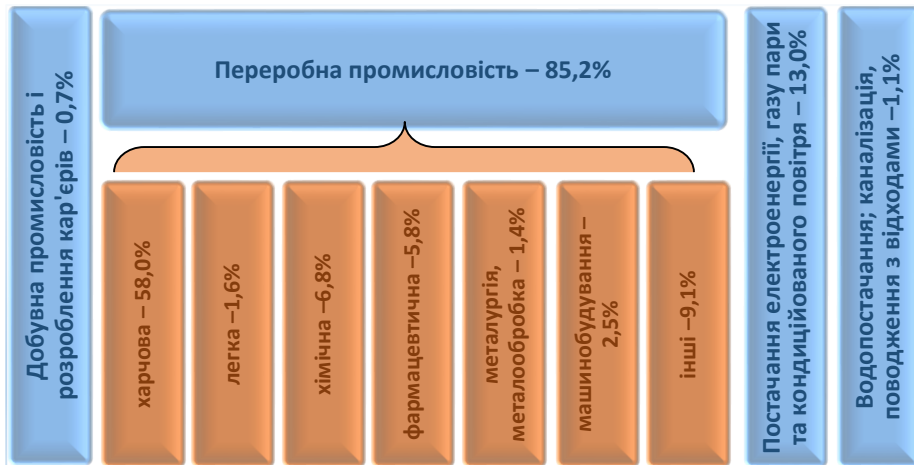 Добувна промисловість і
розроблення кар'єрів – 0,7%
Переробна промисловість – 85,2%
харчова – 58,0%
легка –1,6%
хімічна –6,8%
фармацевтична –5,8%
металургія,
металообробка – 1,4%
машинобудування –
2,5%
інші –9,1%
Постачання електроенергії, газу пари
та кондиційованого повітря – 13,0%
Водопостачання; каналізація,
поводження з відходами –1,1%